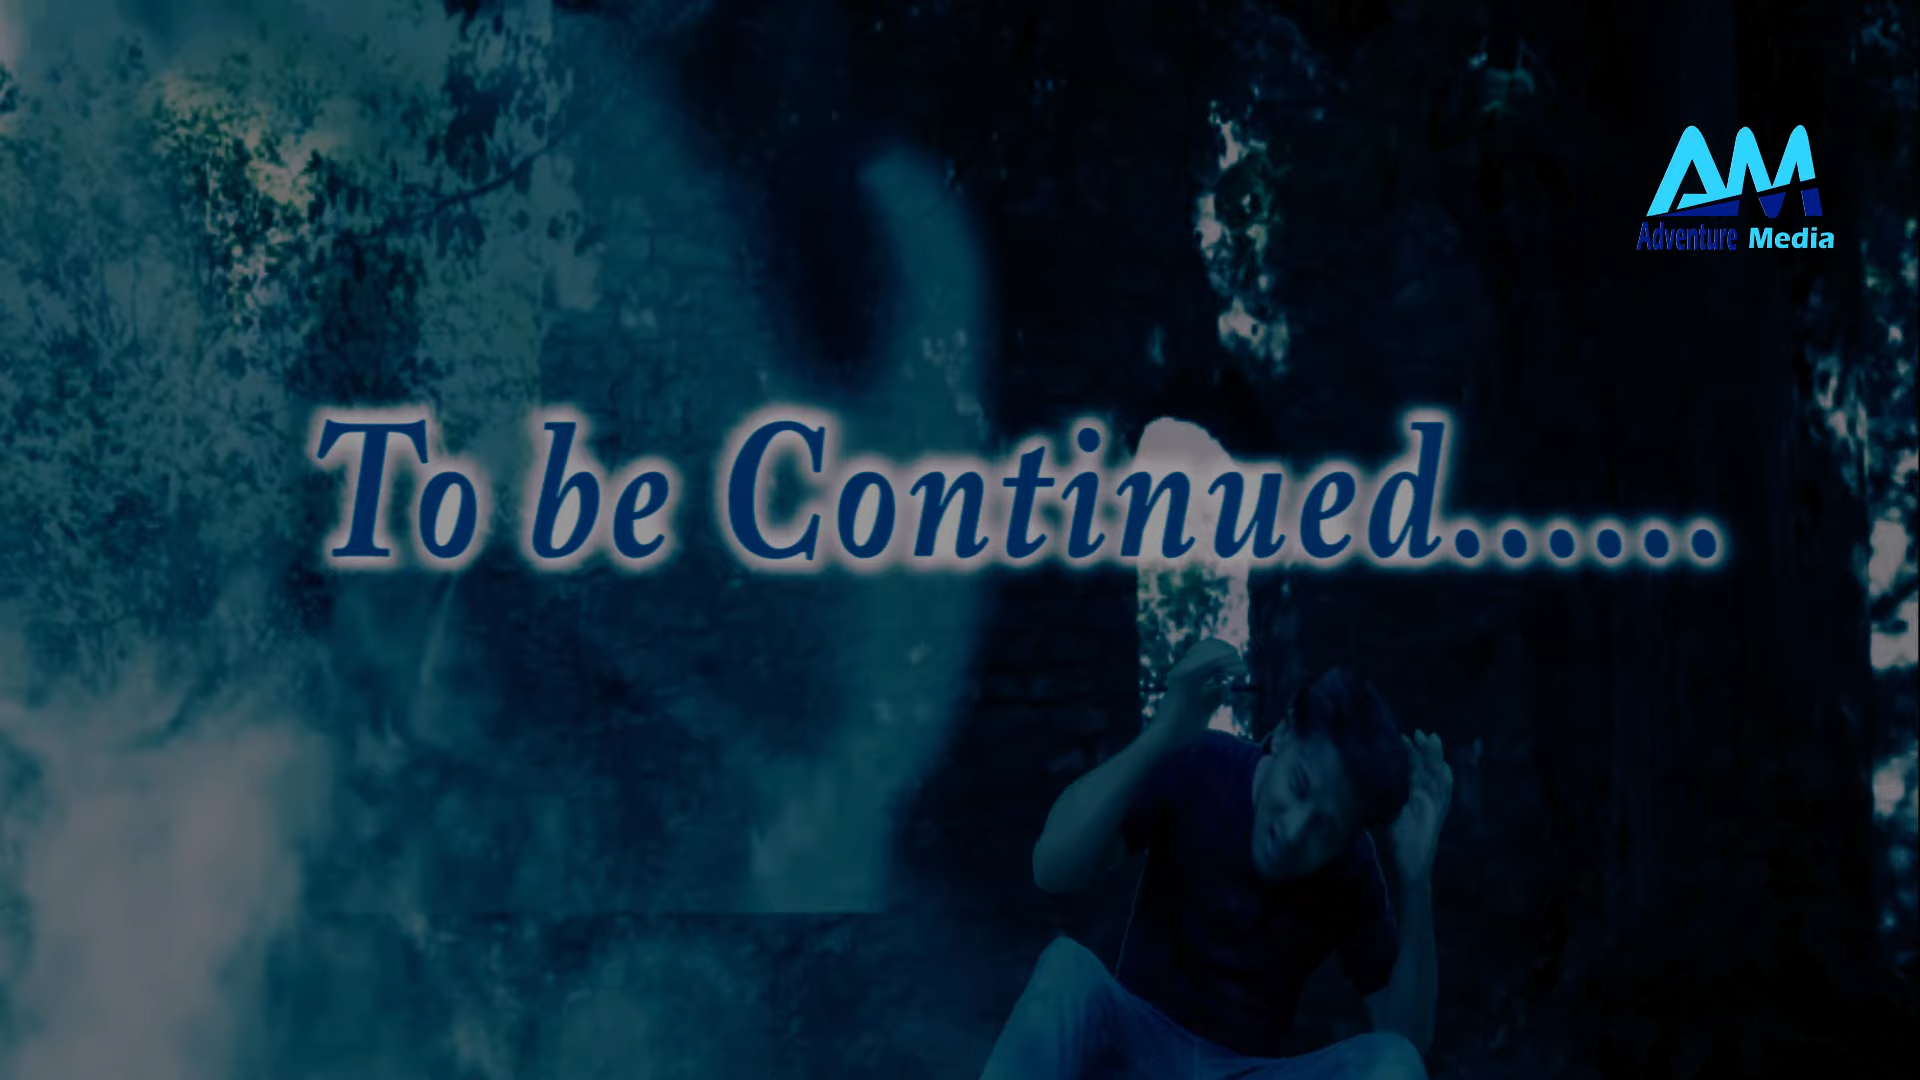 AM
Adventure Media
To be Continued......